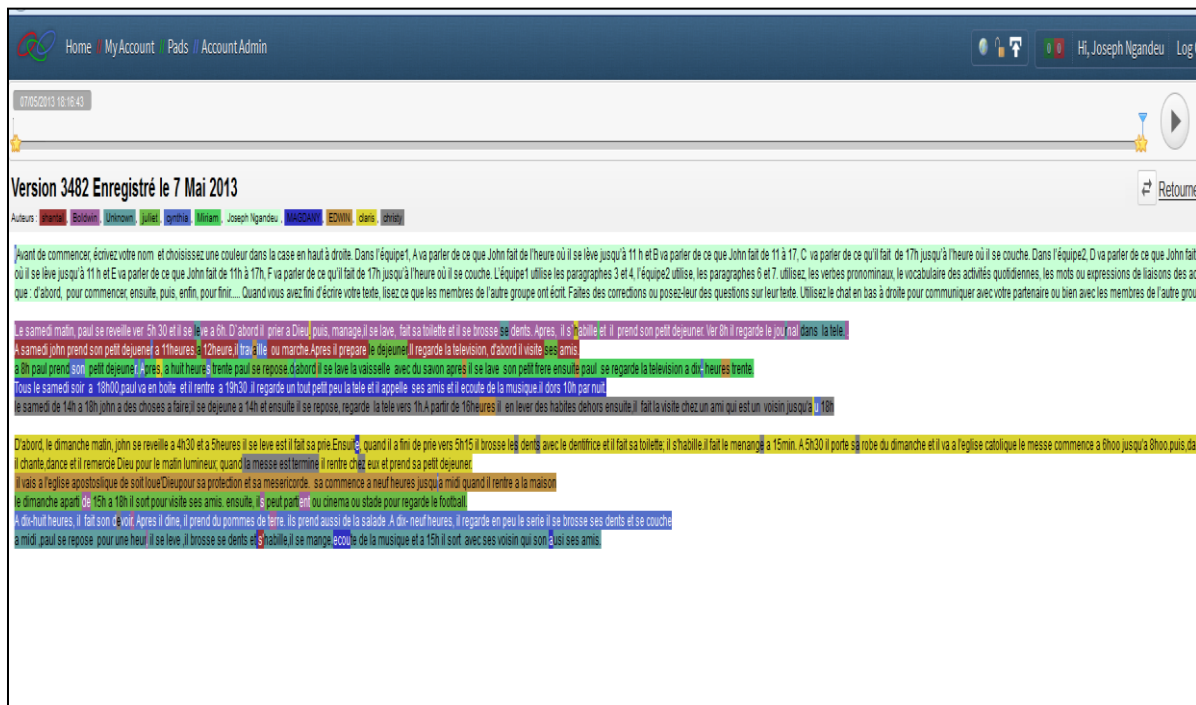 Home // My Account // Pads // Account Admin
0 0 Hi, Joseph Ngandeu Log
07/05/2013 18:16:43
Version 3482 Enregistré le 7 Mai 2013
Retourne
Auteurs : shantal , Boldwin , Unknown , juliet , cynthia , Miriam , Joseph Ngandeu , MAGDANY , EDWIN , claris , christy
Avant de commencer, écrivez votre nom et choisissez une couleur dans la case en haut à droite. Dans l'équipe1, A va parler de ce que John fait de l'heure où il se lève jusqu'à 11 h et B va parler de ce que John fait de 11 à 17, C va parler de ce qu'il fait de 17h jusqu'à l'heure où il se couche. Dans l'équipe2, D va parler de ce que John fait
où il se lève jusqu'à 11 h et E va parler de ce que John fait de 11h à 17h, F va parler de ce qu'il fait de 17h jusqu'à l'heure où il se couche. L'équipe1 utilise les paragraphes 3 et 4, l'équipe2 utilise, les paragraphes 6 et 7. utilisez, les verbes pronominaux, le vocabulaire des activités quotidiennes, les mots ou expressions de liaisons des
que : d'abord, pour commencer, ensuite, puis, enfin, pour finir.... Quand vous avez fini d'écrire votre texte, lisez ce que les membres de l'autre groupe ont écrit. Faites des corrections ou posez-leur des questions sur leur texte. Utilisez le chat en bas à droite pour communiquer avec votre partenaire ou bien avec les membres de l'autre
Le samedi matin, paul se reveille ver 5h 30 et il se leve a 6h. D'abord il prier a Dieu, puis, manage,il se lave, fait sa toilette et il se brosse se dents. Apres, il s'habille et il prend son petit dejeuner. Ver 8h il regarde le journal dans la tele.
A samedi john prend son petit dejuener a 11heures,a 12heure,il travaille ou marche.Apres il prepare le dejeuner.Il regarde la television, d'abord il visite ses amis.
a 8h paul prend son petit dejeuner. Apres, a huit heures trente paul se repose.d'abord il se lave la vaisselle avec du savon apres il se lave son petit frere ensuite paul se regarde la television a dix- heures trente.
Tous le samedi soir a 18h00,paul va en boite et il rentre a 19h30 .il regarde un tout petit peu la tele et il appelle ses amis et il ecoute de la musique.il dors 10h par nuit.
le samedi de 14h a 18h john a des choses a faire;il se dejeune a 14h et ensuite il se repose, regarde la tele vers 1h.A partir de 16heures il en lever des habites dehors ensuite,il fait la visite chez un ami qui est un voisin jusqu'a u 18h
D'abord, le dimanche matin, john se reveille a 4h30 et a 5heures il se leve est il fait sa prie.Ensuite, quand il a fini de prie vers 5h15 il brosse les dents avec le dentifrice et il fait sa toilette; il s'habille.il fait le menange a 15min. A 5h30 il porte sa robe du dimanche et il va a l'eglise catolique le messe commence a 6hoo jusqu'a 8hoo.puis,da
il chante,dance et il remercie Dieu pour le matin lumineux; quand la messe est termine il rentre chez eux et prend sa petit dejeuner.
il vais a l'eglise apostoslique de soit loue'Dieupour sa protection et sa mesericorde. sa commence a neuf heures jusqu'a midi quand il rentre a la maison
le dimanche aparti de 15h a 18h il sort pour visite ses amis. ensuite, ils peut partient ou cinema ou stade pour regarde le football.
A dix-huit heures, il fait son devoir. Apres il dine, il prend du pommes de terre. ils prend aussi de la salade. A dix- neuf heures, il regarde en peu le serie il se brosse ses dents et se couche
a midi ,paul se repose pour une heur il se leve ,il brosse se dents et s'habille,il se mange,ecoute de la musique et a 15h il sort avec ses voisin qui son ausi ses amis.